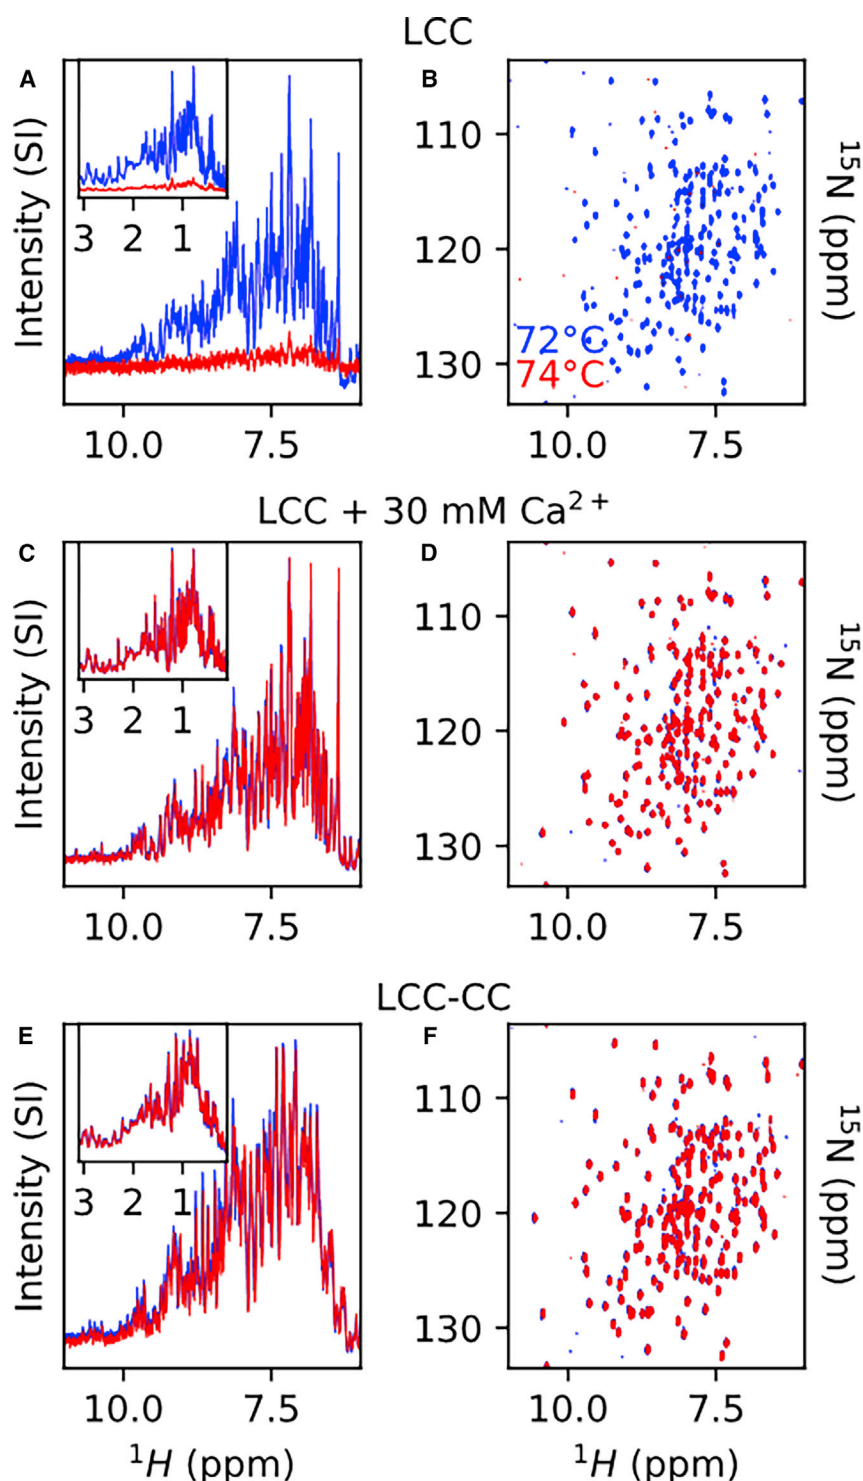 LCC
A
Intensity (SI)
3 2 1
10.0 7.5
B
110
120
130
72°C
74°C
10.0 7.5
¹⁵N (ppm)
LCC + 30 mM Ca²⁺
C
Intensity (SI)
3 2 1
10.0 7.5
D
110
120
130
10.0 7.5
¹⁵N (ppm)
LCC-CC
E
Intensity (SI)
3 2 1
10.0 7.5
¹H (ppm)
F
110
120
130
10.0 7.5
¹H (ppm)
¹⁵N (ppm)